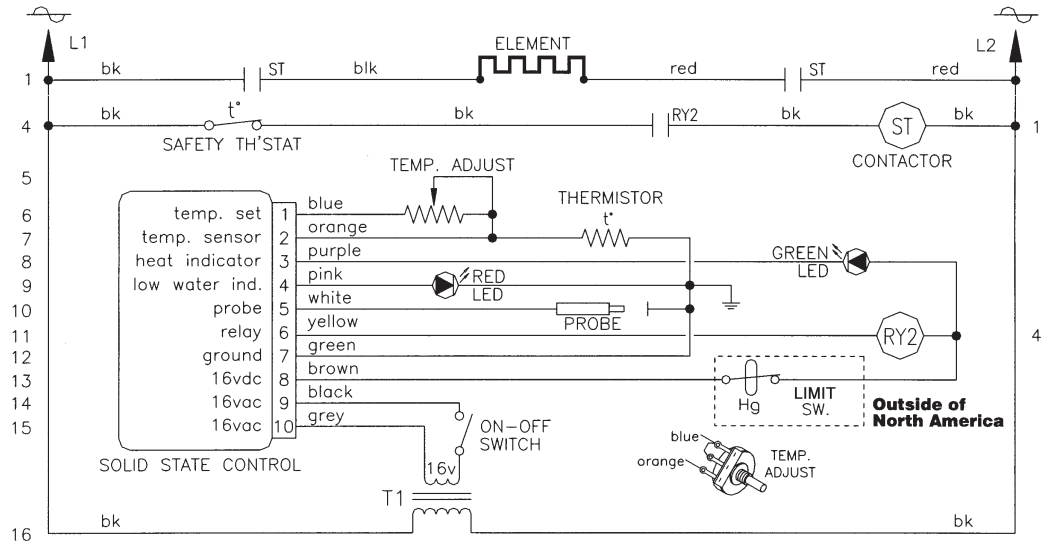 L1
L2
ELEMENT
1 bk ST blk red ST red
t°
4 bk bk RY2 bk ST bk 1
SAFETY TH'STAT
CONTACTOR
5 TEMP. ADJUST
THERMISTOR
t°
6 temp. set 1 blue
7 temp. sensor 2 orange
8 heat indicator 3 purple
GREEN
LED
9 low water ind. 4 pink
RED
LED
10 probe 5 white
PROBE
11 relay 6 yellow RY2 4
12 ground 7 green
13 16vdc 8 brown
Hg
LIMIT
SW.
Outside of
North America
14 16vac 9 black
15 16vac 10 grey
ON-OFF
SWITCH
SOLID STATE CONTROL
16v
T1
blue
orange
TEMP.
ADJUST
16 bk bk